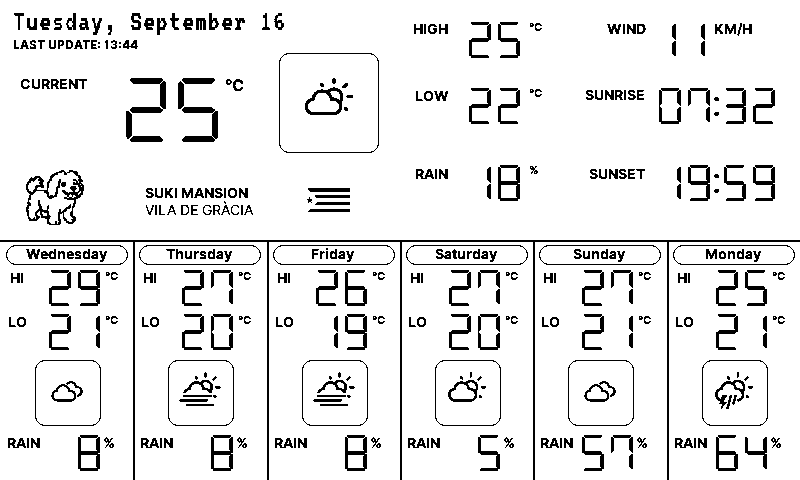 Tuesday, September 16
LAST UPDATE: 13:44
CURRENT 25 °C
SUKI MANSION
VILA DE GRÀCIA
HIGH 25 °C
LOW 22 °C
RAIN 18 %
WIND 11 KM/H
SUNRISE 07:32
SUNSET 19:59
Wednesday
HI 29 °C
LO 21 °C
RAIN 8 %
Thursday
HI 27 °C
LO 20 °C
RAIN 8 %
Friday
HI 26 °C
LO 19 °C
RAIN 8 %
Saturday
HI 27 °C
LO 20 °C
RAIN 5 %
Sunday
HI 27 °C
LO 21 °C
RAIN 57 %
Monday
HI 25 °C
LO 21 °C
RAIN 64 %